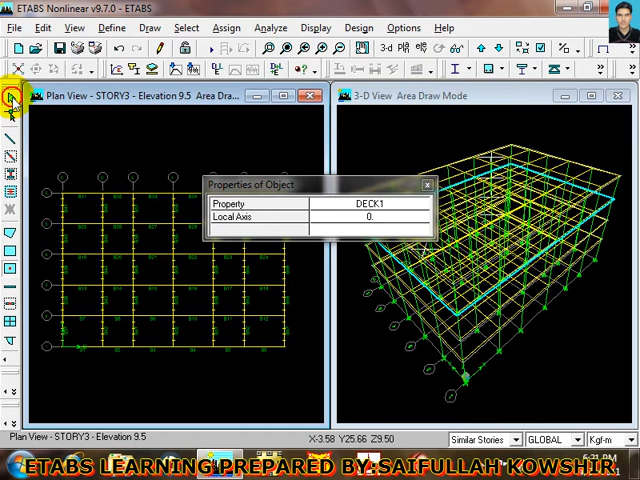 ETABS Nonlinear v9.7.0 - ETABS
File Edit View Define Draw Select Assign Analyze Display Design Options Help
3-d
Plan View - STORY3 - Elevation 9.5 Area Dra...
3-D View Area Draw Mode
Properties of Object
Property DECK1
Local Axis 0.
Plan View - STORY3 - Elevation 9.5
X-3.58 Y25.66 Z9.50
Similar Stories
GLOBAL
Kgf-m
ETABS LEARNING PREPARED BY:SAIFULLAH KOWSHIR